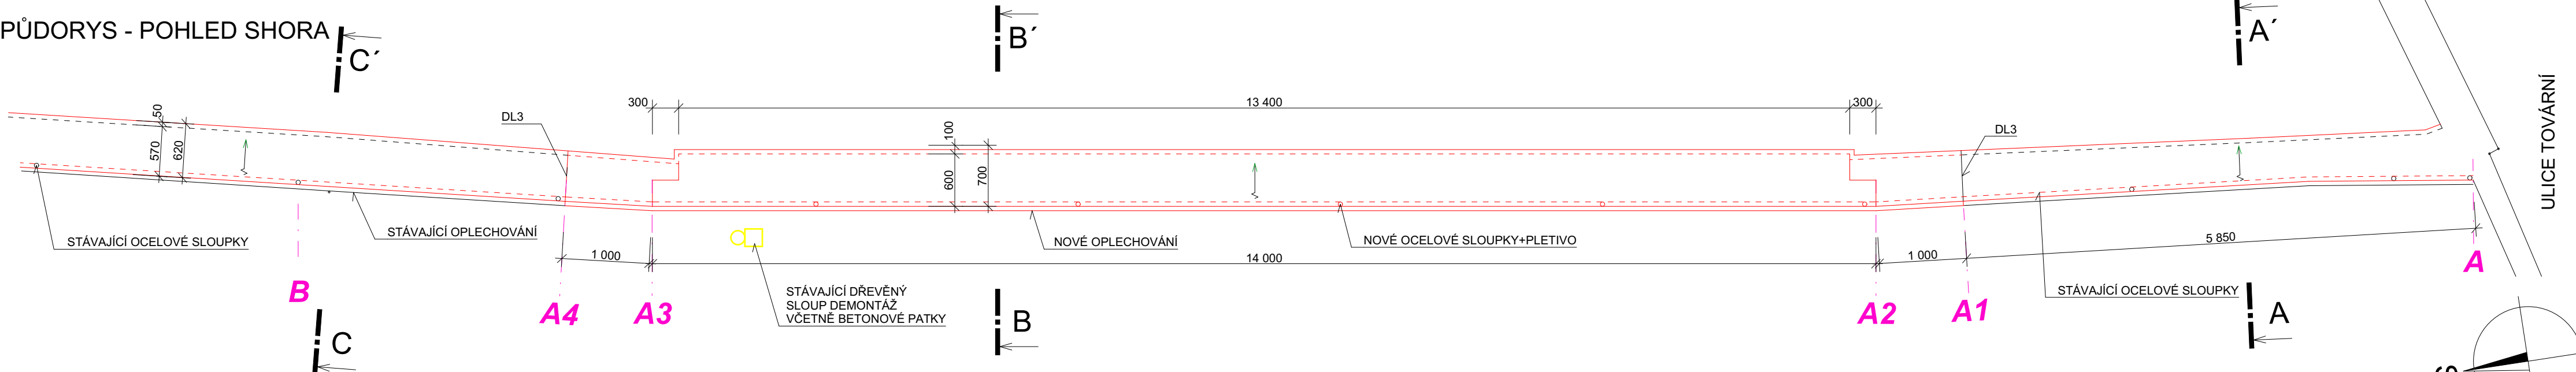 PŮDORYS - POHLED SHORA
C´
B´
A´
ULICE TOVÁRNÍ
50
570
620
DL3
300
13 400
300
100
600
700
DL3
STÁVAJÍCÍ OCELOVÉ SLOUPKY
STÁVAJÍCÍ OPLECHOVÁNÍ
NOVÉ OPLECHOVÁNÍ
NOVÉ OCELOVÉ SLOUPKY+PLETIVO
1 000
14 000
1 000
5 850
STÁVAJÍCÍ DŘEVĚNÝ
SLOUP DEMONTÁŽ
VČETNĚ BETONOVÉ PATKY
STÁVAJÍCÍ OCELOVÉ SLOUPKY
B
A4
A3
A2
A1
A
C
B
A